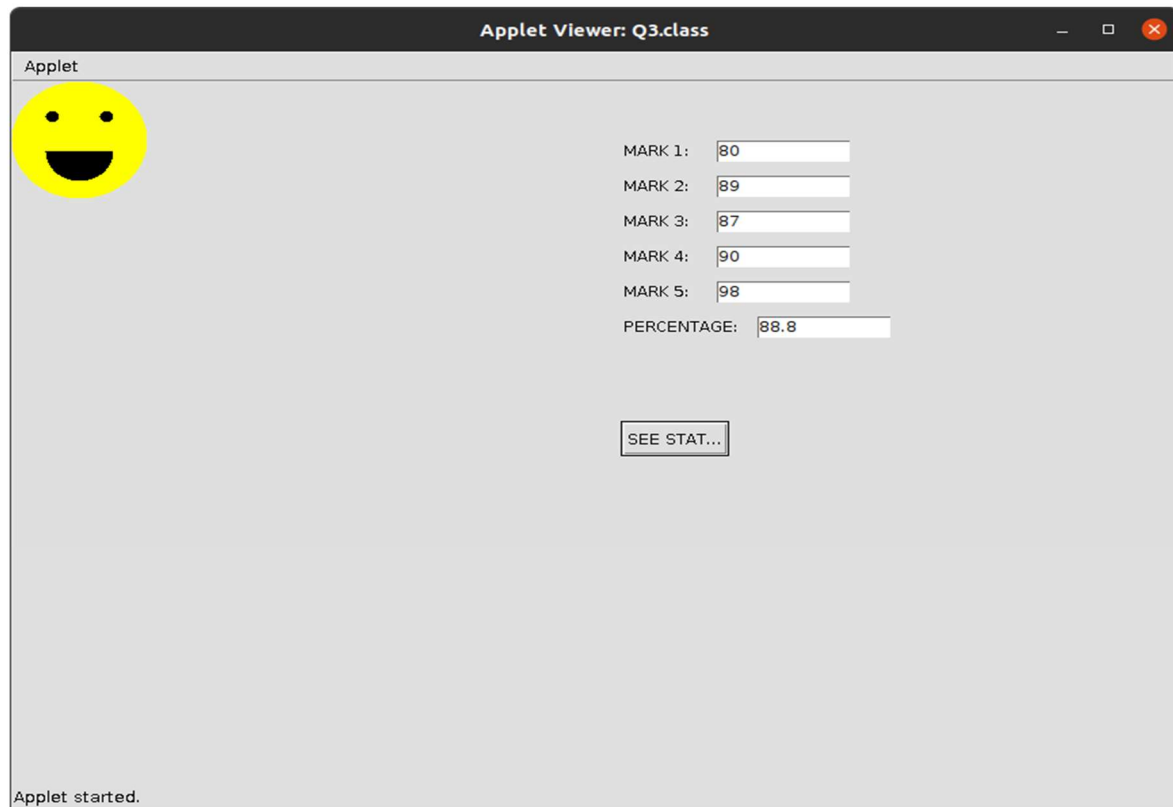 Applet Viewer: Q3.class
Applet
MARK 1: 80
MARK 2: 89
MARK 3: 87
MARK 4: 90
MARK 5: 98
PERCENTAGE: 88.8
SEE STAT...
Applet started.